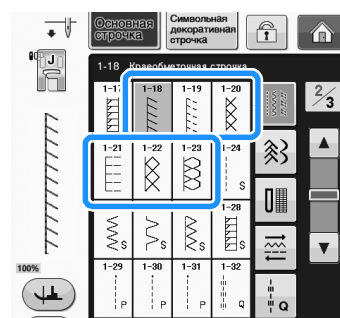 Основная
строчка
Символьная
декоративная
строчка
J
1-18 Краеобметочная строчка
2/3
1-17 1-18 1-19 1-20
1-21 1-22 1-23 1-24
S
1-28
S S S S
1-29 1-30 1-31 1-32
P P P Q
Q
100%